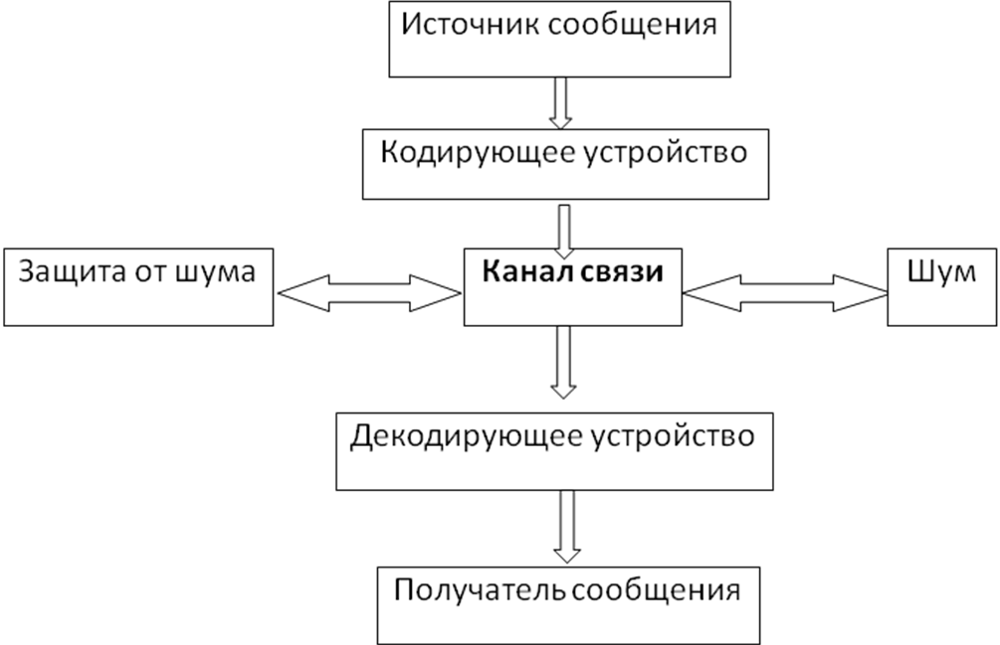 Источник сообщения
Кодирующее устройство
Защита от шума
Канал связи
Шум
Декодирующее устройство
Получатель сообщения